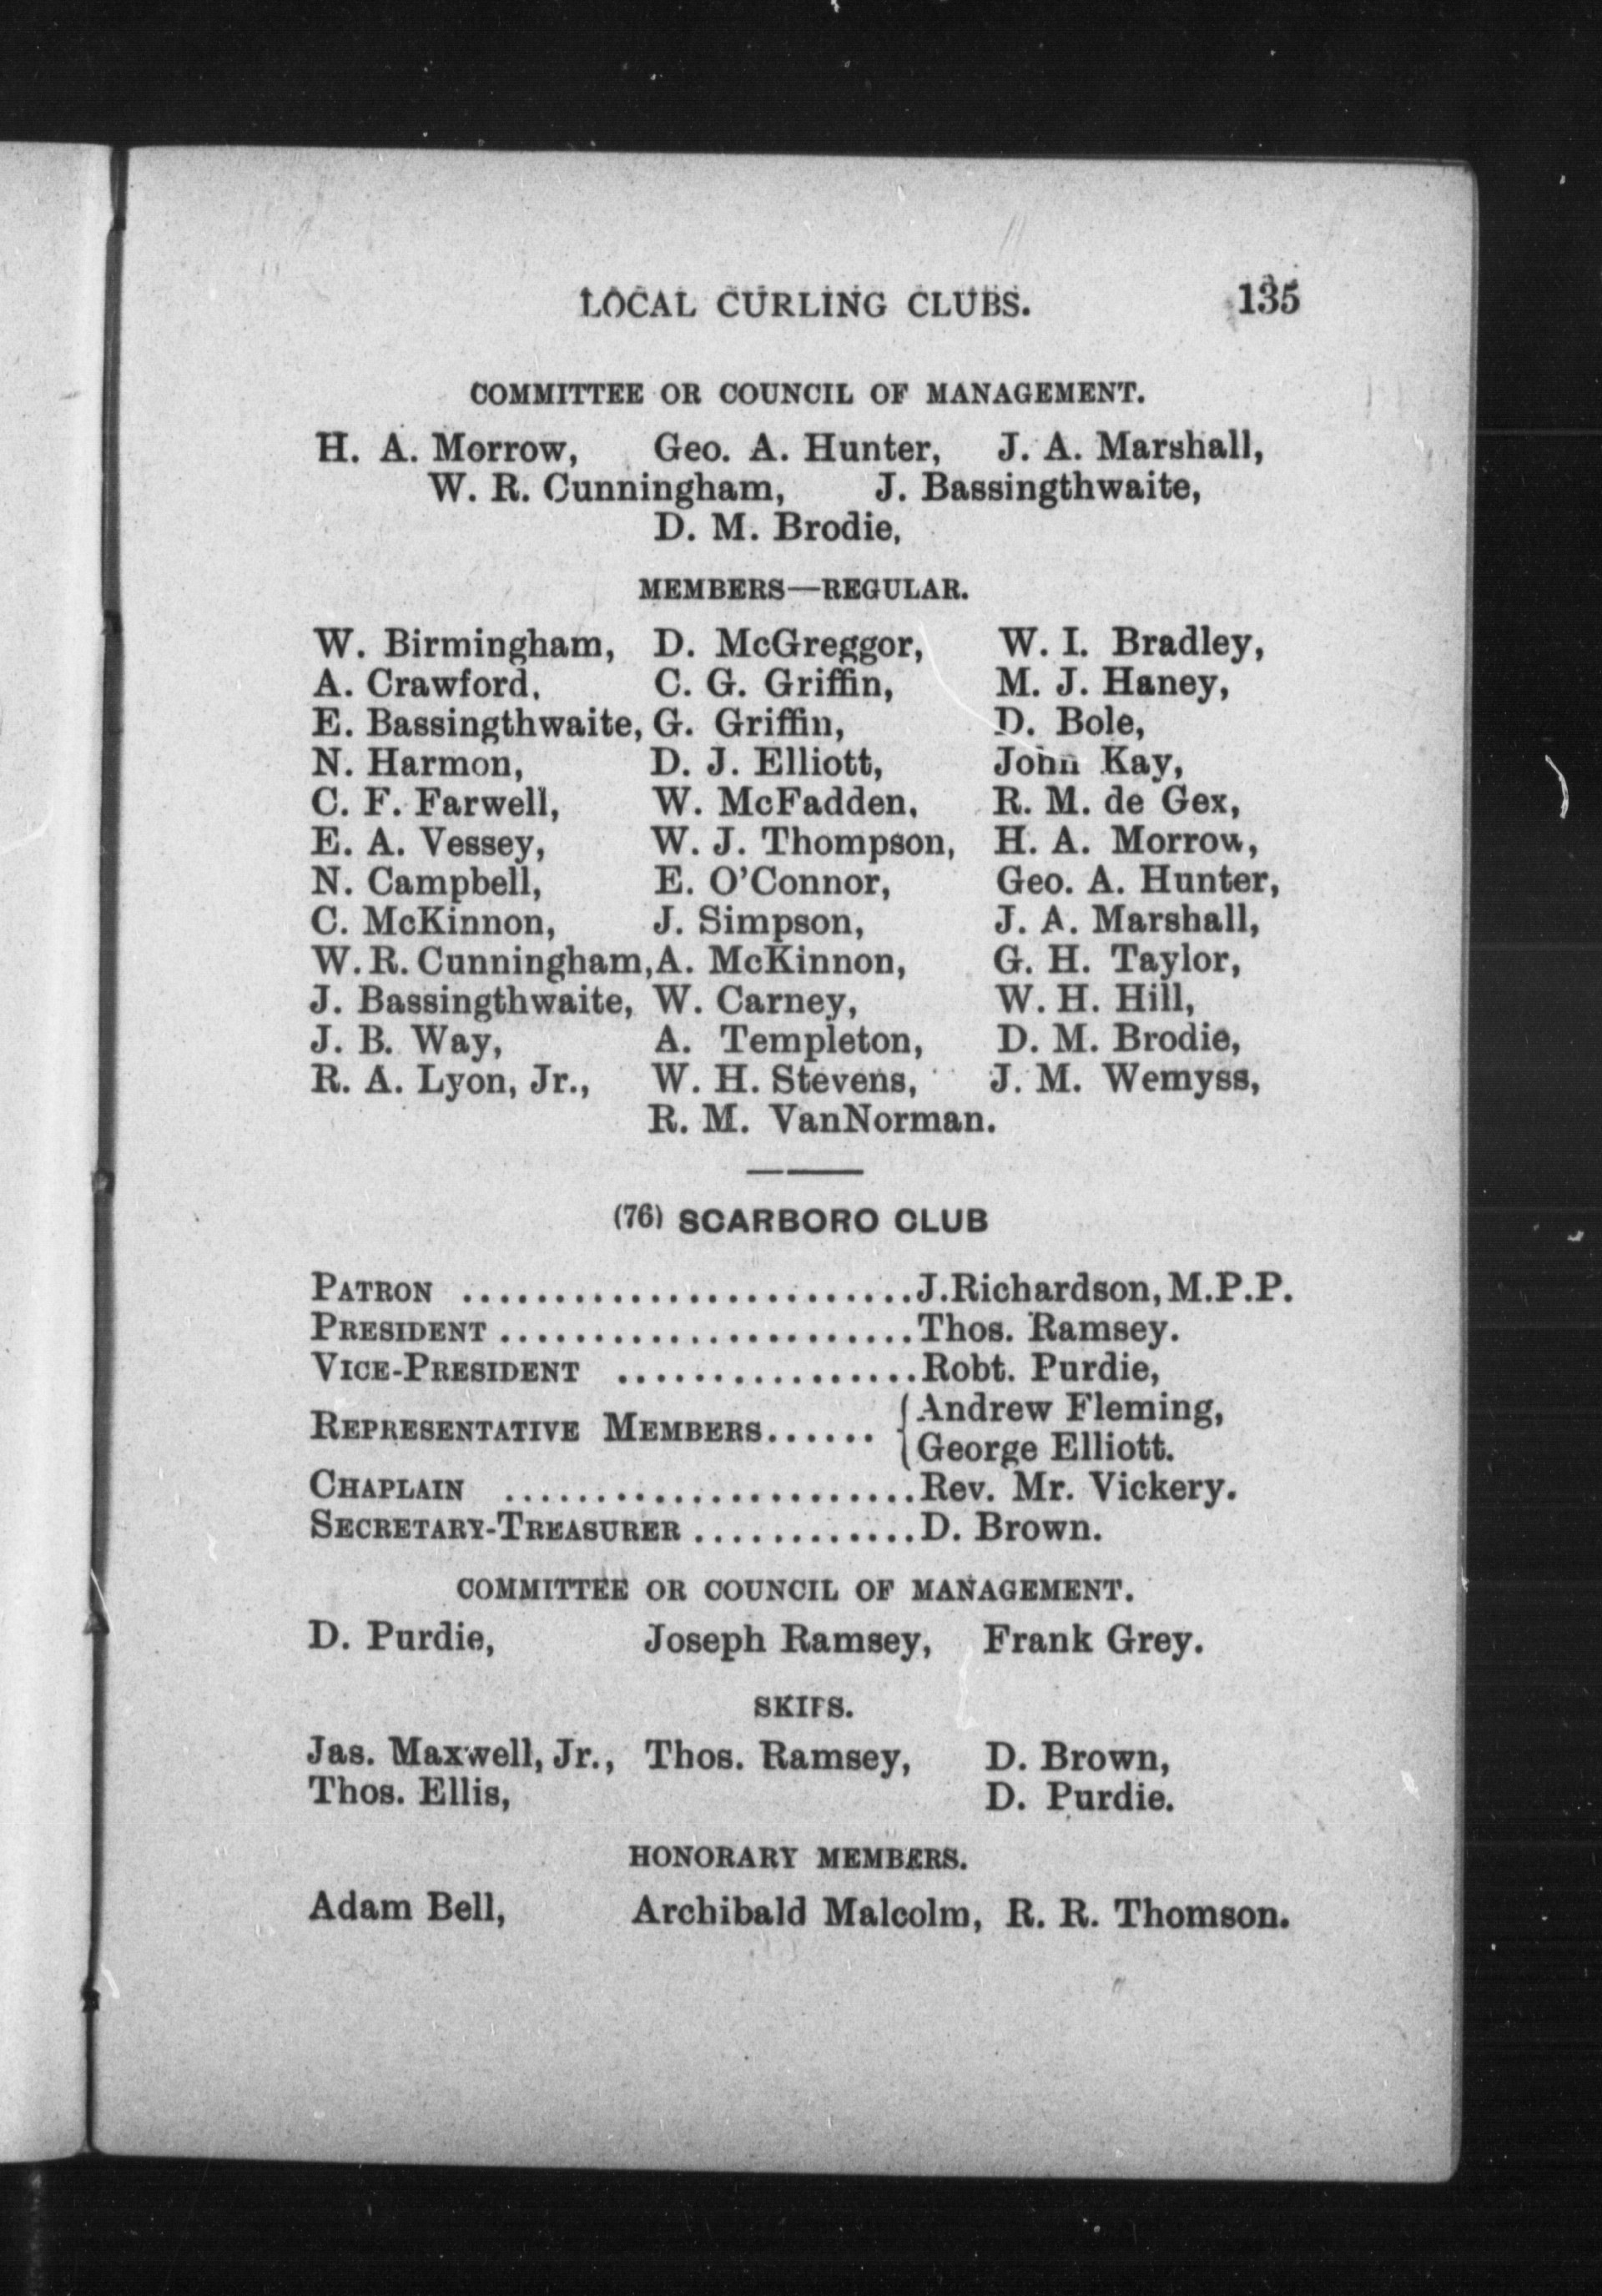 LOCAL CURLING CLUBS. 135
COMMITTEE OR COUNCIL OF MANAGEMENT.
H. A. Morrow, Geo. A. Hunter, J. A. Marshall,
W. R. Cunningham, J. Bassingthwaite,
D. M. Brodie,
MEMBERS—REGULAR.
W. Birmingham, D. McGreggor, W. I. Bradley,
A. Crawford, C. G. Griffin, M. J. Haney,
E. Bassingthwaite, G. Griffin, D. Bole,
N. Harmon, D. J. Elliott, John Kay,
C. F. Farwell, W. McFadden, R. M. de Gex,
E. A. Vessey, W. J. Thompson, H. A. Morrow,
N. Campbell, E. O'Connor, Geo. A. Hunter,
C. McKinnon, J. Simpson, J. A. Marshall,
W. R. Cunningham, A. McKinnon, G. H. Taylor,
J. Bassingthwaite, W. Carney, W. H. Hill,
J. B. Way, A. Templeton, D. M. Brodie,
R. A. Lyon, Jr., W. H. Stevens, J. M. Wemyss,
R. M. VanNorman.
(76) SCARBORO CLUB
PATRON .........................J. Richardson, M.P.P.
PRESIDENT.......................Thos. Ramsey.
VICE-PRESIDENT .................Robt. Purdie,
REPRESENTATIVE MEMBERS...... {Andrew Fleming,
George Elliott.
CHAPLAIN .......................Rev. Mr. Vickery.
SECRETARY-TREASURER ............D. Brown.
COMMITTEE OR COUNCIL OF MANAGEMENT.
D. Purdie, Joseph Ramsey, Frank Grey.
SKIPS.
Jas. Maxwell, Jr., Thos. Ramsey, D. Brown,
Thos. Ellis, D. Purdie.
HONORARY MEMBERS.
Adam Bell, Archibald Malcolm, R. R. Thomson.